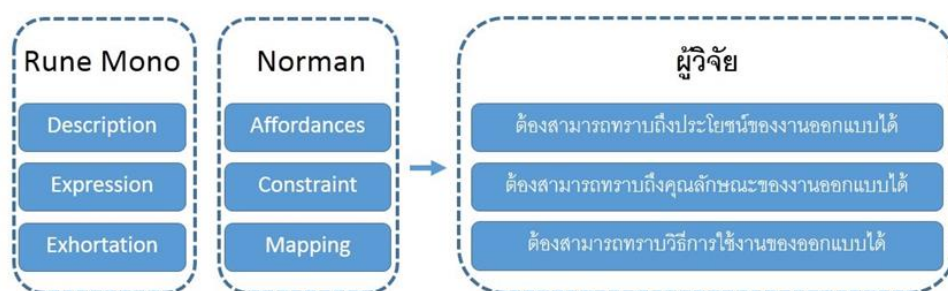 Rune Mono
Description
Expression
Exhortation
Norman
Affordances
Constraint
Mapping
ผู้วิจัย
ต้องสามารถทราบถึงประโยชน์ของงานออกแบบได้
ต้องสามารถทราบถึงคุณลักษณะของงานออกแบบได้
ต้องสามารถทราบวิธีการใช้งานของออกแบบได้